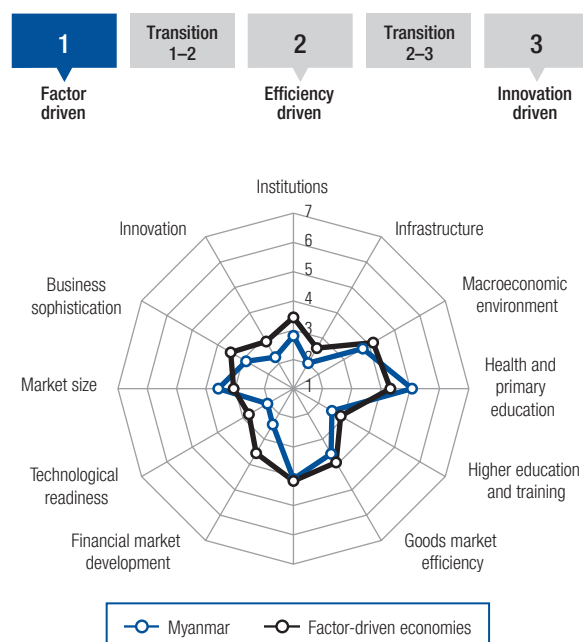 1
Transition
1–2
2
Transition
2–3
3
Factor
driven
Efficiency
driven
Innovation
driven
Institutions
7
6
5
4
3
2
1
Infrastructure
Macroeconomic
environment
Health and
primary
education
Higher education
and training
Goods market
efficiency
Financial market
development
Technological
readiness
Market size
Business
sophistication
Innovation
Myanmar
Factor-driven economies